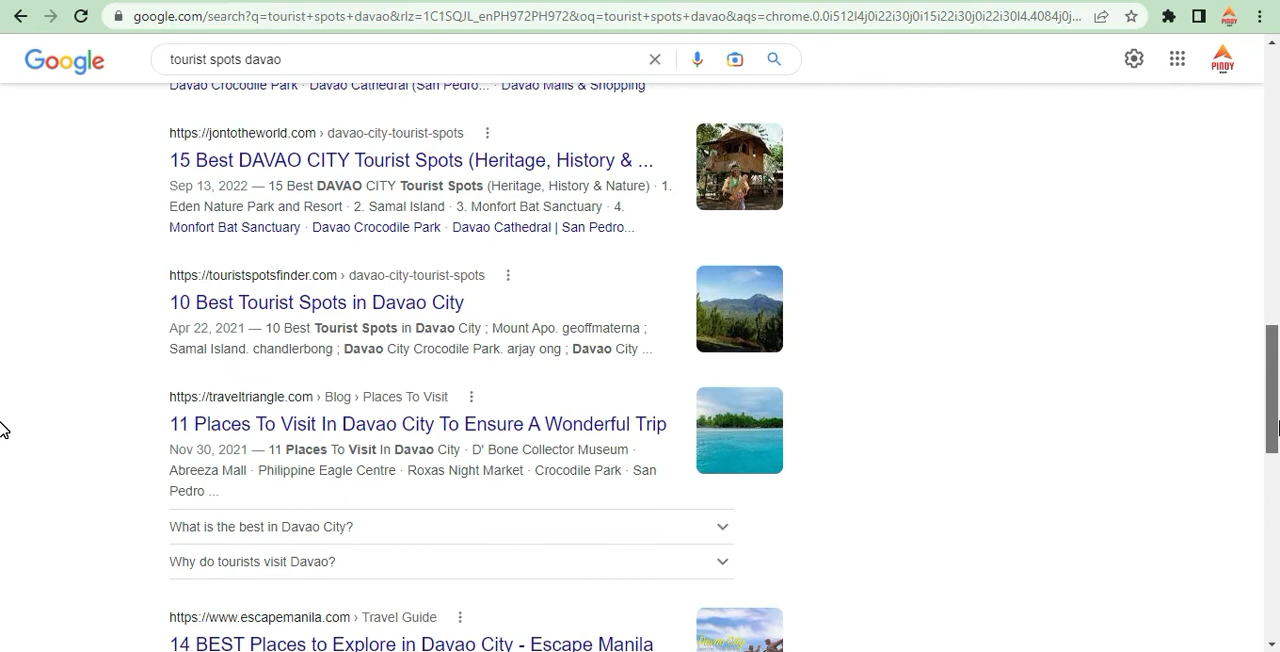 google.com/search?q=tourist+spots+davao&rlz=1C1SQJL_enPH972PH972&oq=tourist+spots+davao&aqs=chrome.0.0i512l4j0i22i30j0i15i22i30j0i22i30l4.4084j0j...
PINOY
Google
tourist spots davao
PINOY
Davao Crocodile Park · Davao Cathedral (San Pedro... · Davao Malls & Shopping
https://jontotheworld.com › davao-city-tourist-spots
15 Best DAVAO CITY Tourist Spots (Heritage, History & ...
Sep 13, 2022 — 15 Best DAVAO CITY Tourist Spots (Heritage, History & Nature) · 1.
Eden Nature Park and Resort · 2. Samal Island · 3. Monfort Bat Sanctuary · 4.
Monfort Bat Sanctuary · Davao Crocodile Park · Davao Cathedral | San Pedro...
https://touristspotsfinder.com › davao-city-tourist-spots
10 Best Tourist Spots in Davao City
Apr 22, 2021 — 10 Best Tourist Spots in Davao City ; Mount Apo. geoffmaterna ;
Samal Island. chandlerbong ; Davao City Crocodile Park. arjay ong ; Davao City ...
https://traveltriangle.com › Blog › Places To Visit
11 Places To Visit In Davao City To Ensure A Wonderful Trip
Nov 30, 2021 — 11 Places To Visit In Davao City · D' Bone Collector Museum ·
Abreeza Mall · Philippine Eagle Centre · Roxas Night Market · Crocodile Park · San
Pedro ...
What is the best in Davao City?
Why do tourists visit Davao?
https://www.escapemanila.com › Travel Guide
14 BEST Places to Explore in Davao City - Escape Manila
Davao City